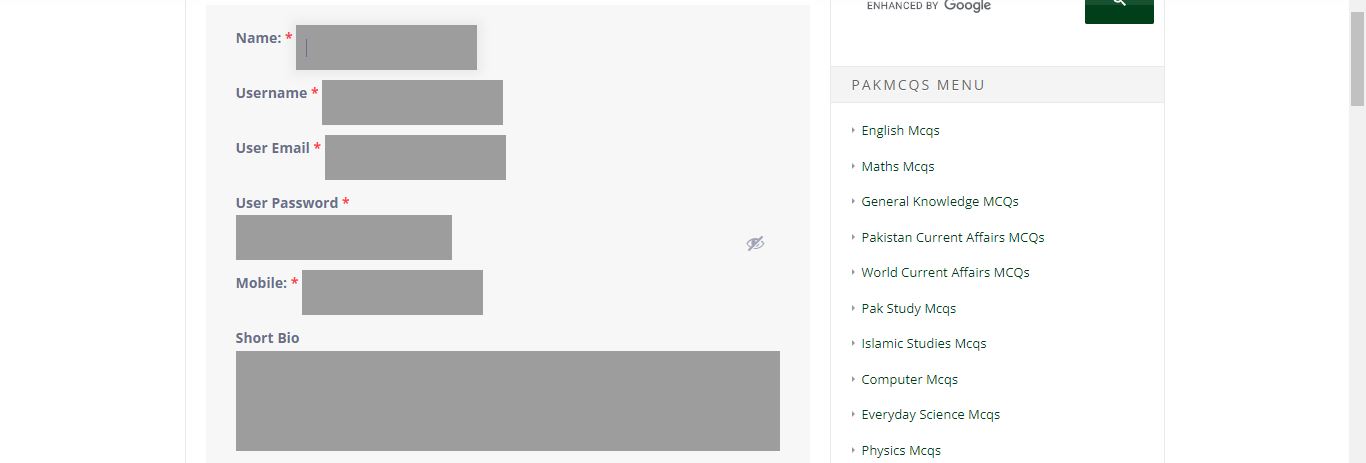 Name: *
Username *
User Email *
User Password *
Mobile: *
Short Bio
ENHANCED BY Google
PAKMCQS MENU
English Mcqs
Maths Mcqs
General Knowledge MCQs
Pakistan Current Affairs MCQs
World Current Affairs MCQs
Pak Study Mcqs
Islamic Studies Mcqs
Computer Mcqs
Everyday Science Mcqs
Physics Mcqs